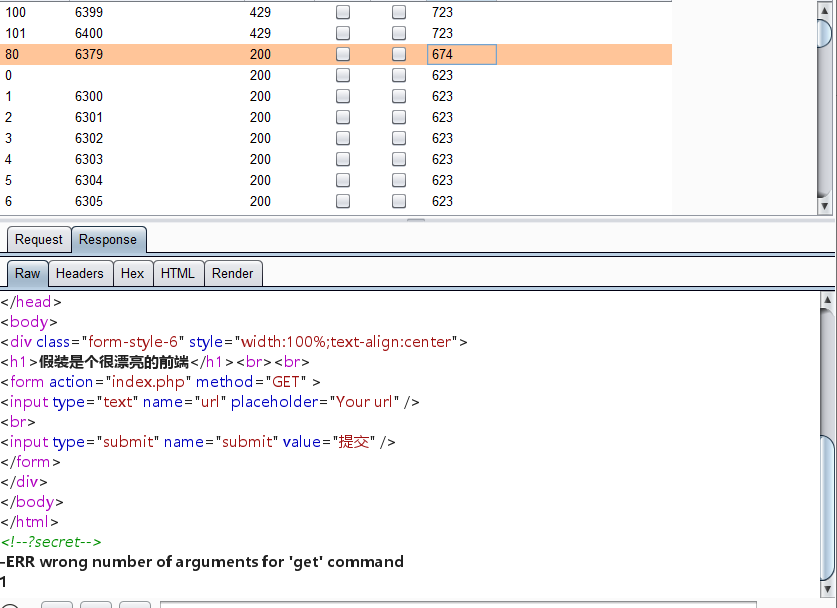 100 6399 429 723
101 6400 429 723
80 6379 200 674
0 200 623
1 6300 200 623
2 6301 200 623
3 6302 200 623
4 6303 200 623
5 6304 200 623
6 6305 200 623
Request Response
Raw Headers Hex HTML Render
</head>
<body>
<div class="form-style-6" style="width:100%;text-align:center">
<h1>假装是个很漂亮的前端</h1><br><br>
<form action="index.php" method="GET" >
<input type="text" name="url" placeholder="Your url" />
<br>
<input type="submit" name="submit" value="提交" />
</form>
</div>
</body>
</html>
<!--?secret-->
-ERR wrong number of arguments for 'get' command
1